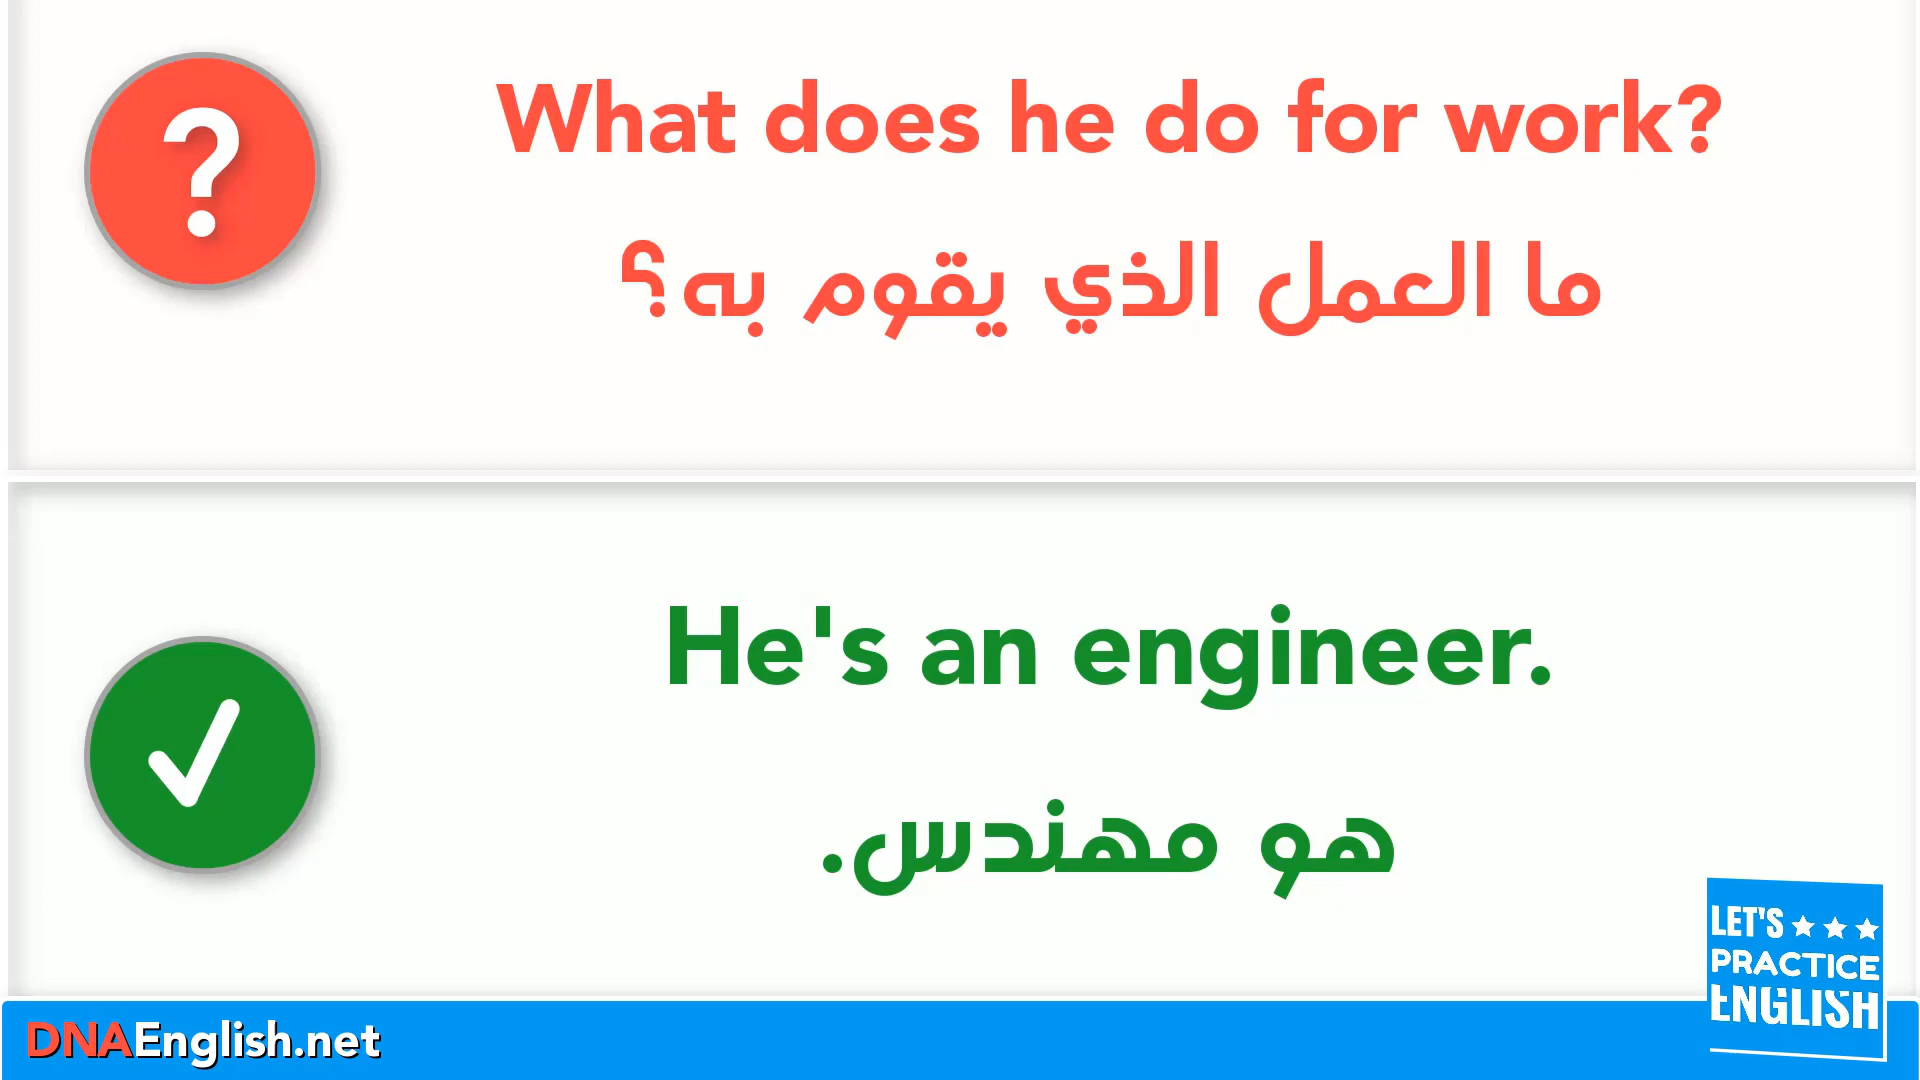 What does he do for work?
ما العمل الذي يقوم به؟
He's an engineer.
هو مهندس.
LET'S
PRACTICE
ENGLISH
DNAEnglish.net